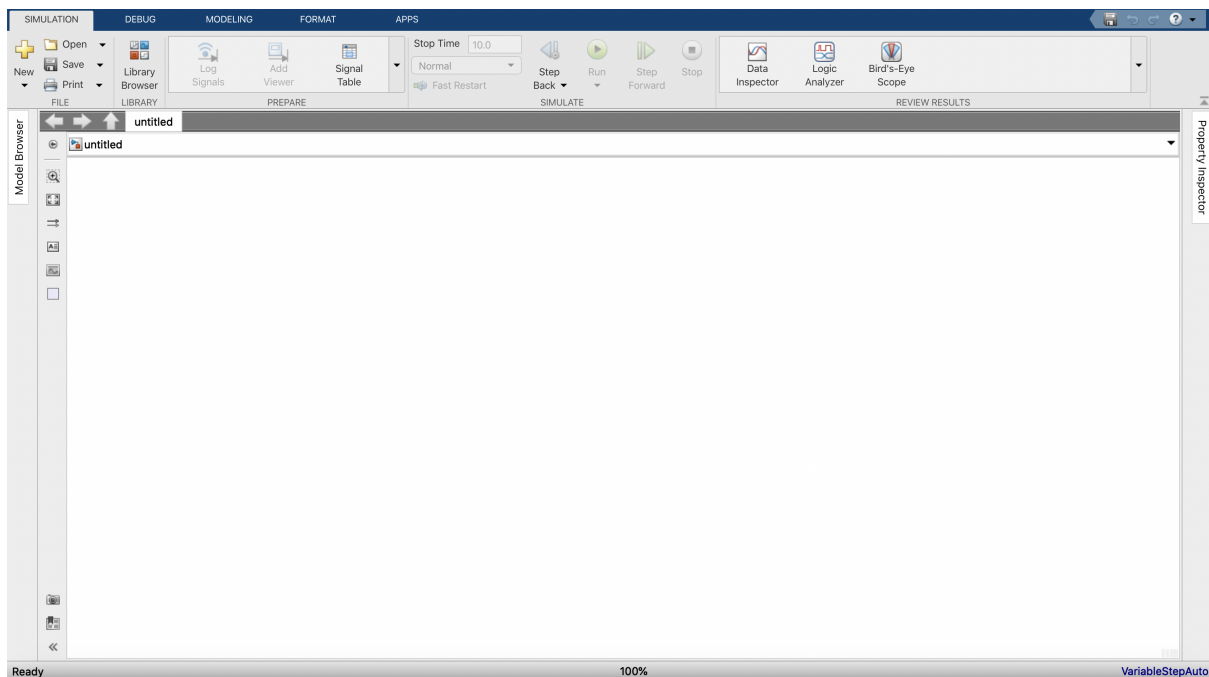 SIMULATION DEBUG MODELING FORMAT APPS
New
Open
Save
Print
FILE
Library Browser
LIBRARY
Log Signals
Add Viewer
Signal Table
PREPARE
Stop Time 10.0
Normal
Fast Restart
Step Back
Run
Step Forward
Stop
SIMULATE
Data Inspector
Logic Analyzer
Bird's-Eye Scope
REVIEW RESULTS
Model Browser
untitled
untitled
Property Inspector
Ready 100% VariableStepAuto